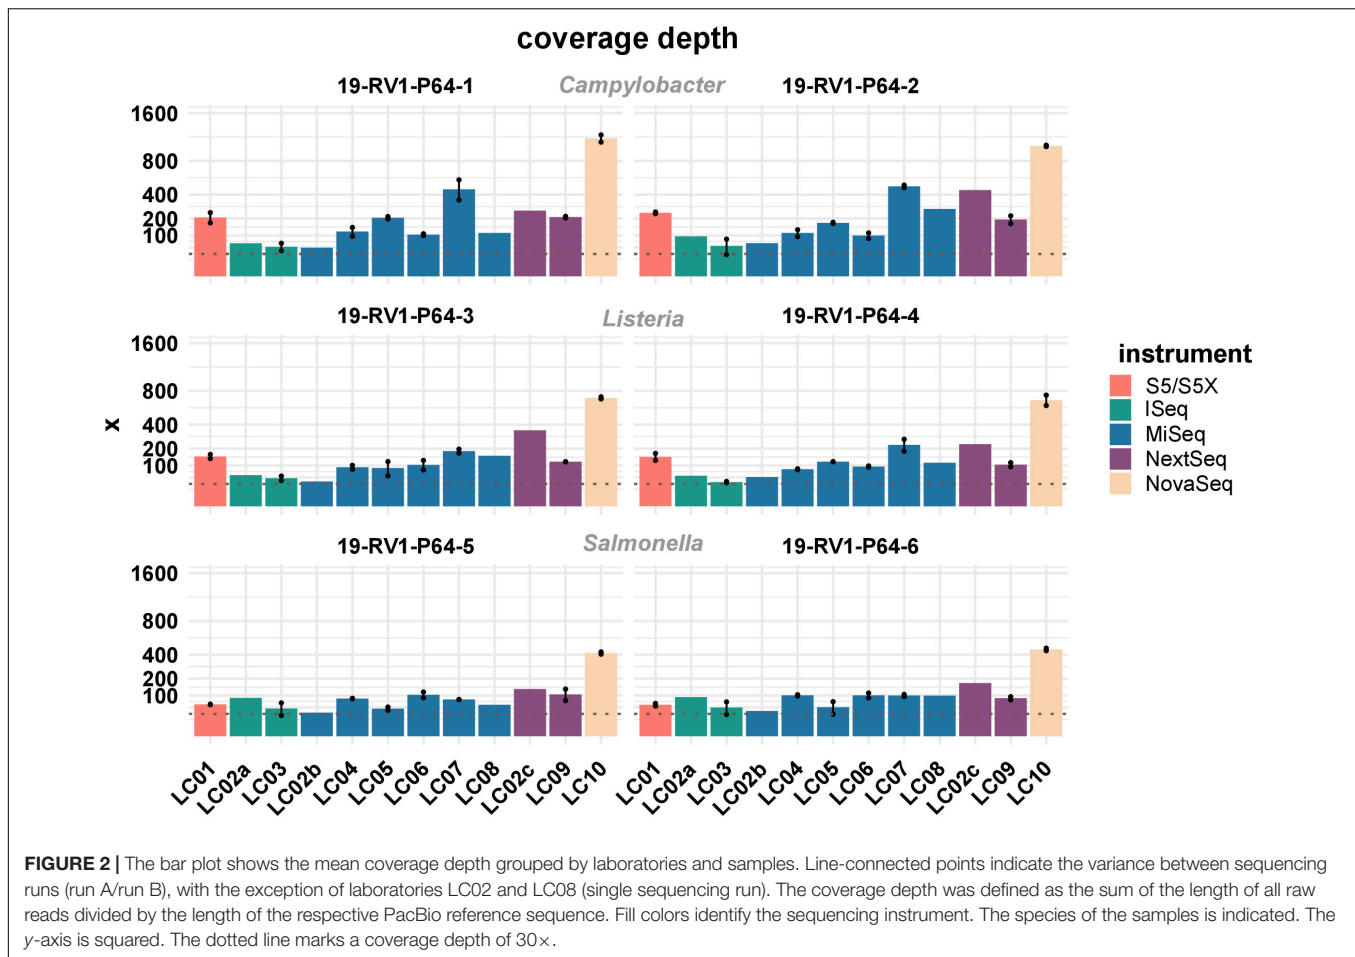 coverage depth
19-RV1-P64-1
Campylobacter
19-RV1-P64-2
1600
800
400
200
100
19-RV1-P64-3
Listeria
19-RV1-P64-4
1600
800
400
200
100
x
19-RV1-P64-5
Salmonella
19-RV1-P64-6
1600
800
400
200
100
LC01
LC02a
LC03
LC02b
LC04
LC05
LC06
LC07
LC08
LC02c
LC09
LC10
LC01
LC02a
LC03
LC02b
LC04
LC05
LC06
LC07
LC08
LC02c
LC09
LC10
instrument
S5/S5X
ISeq
MiSeq
NextSeq
NovaSeq
FIGURE 2 | The bar plot shows the mean coverage depth grouped by laboratories and samples. Line-connected points indicate the variance between sequencing
runs (run A/run B), with the exception of laboratories LC02 and LC08 (single sequencing run). The coverage depth was defined as the sum of the length of all raw
reads divided by the length of the respective PacBio reference sequence. Fill colors identify the sequencing instrument. The species of the samples is indicated. The
y-axis is squared. The dotted line marks a coverage depth of 30×.